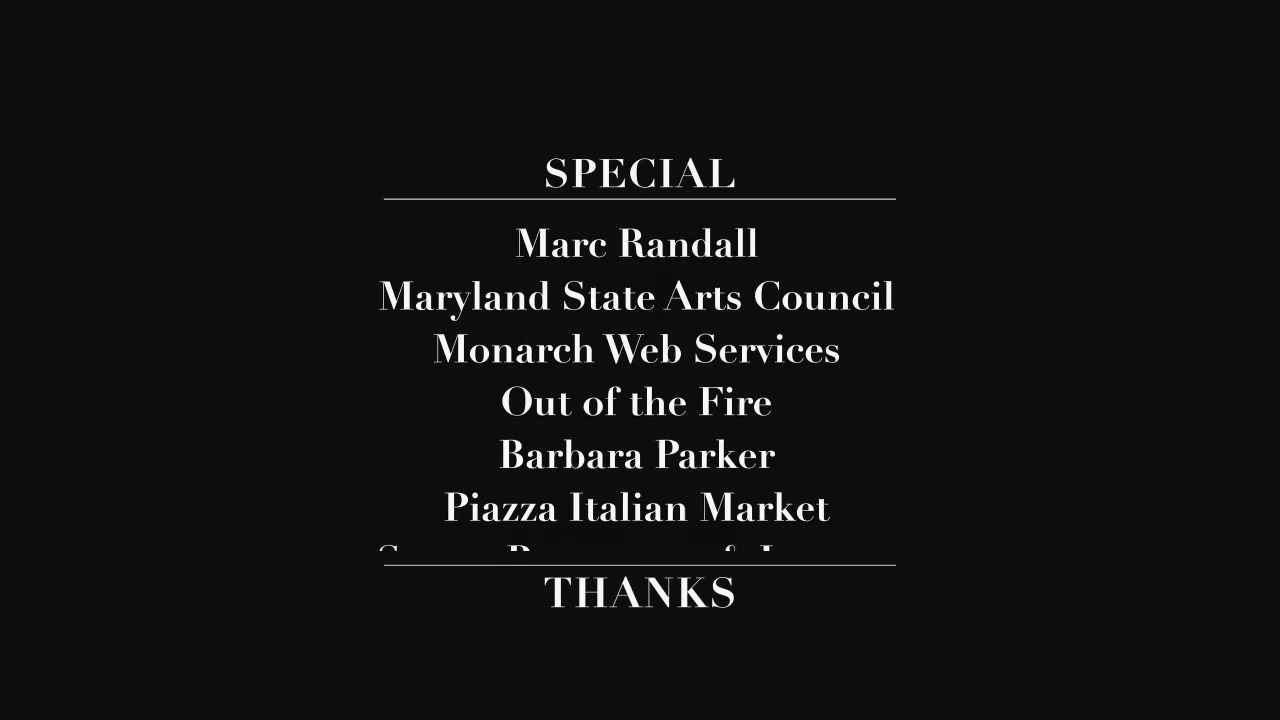 SPECIAL
Marc Randall
Maryland State Arts Council
Monarch Web Services
Out of the Fire
Barbara Parker
Piazza Italian Market
THANKS